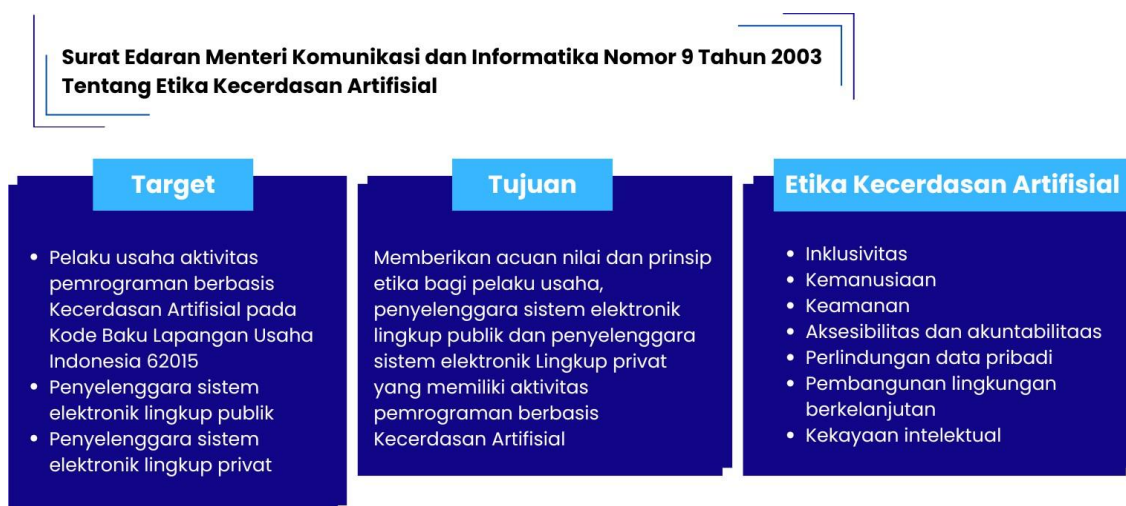 Surat Edaran Menteri Komunikasi dan Informatika Nomor 9 Tahun 2003
Tentang Etika Kecerdasan Artifisial
Target
• Pelaku usaha aktivitas
pemrograman berbasis
Kecerdasan Artifisial pada
Kode Baku Lapangan Usaha
Indonesia 62015
• Penyelenggara sistem
elektronik lingkup publik
• Penyelenggara sistem
elektronik lingkup privat
Tujuan
Memberikan acuan nilai dan prinsip
etika bagi pelaku usaha,
penyelenggara sistem elektronik
lingkup publik dan penyelenggara
sistem elektronik Lingkup privat
yang memiliki aktivitas
pemrograman berbasis
Kecerdasan Artifisial
Etika Kecerdasan Artifisial
• Inklusivitas
• Kemanusiaan
• Keamanan
• Aksesibilitas dan akuntabilitaas
• Perlindungan data pribadi
• Pembangunan lingkungan
berkelanjutan
• Kekayaan intelektual